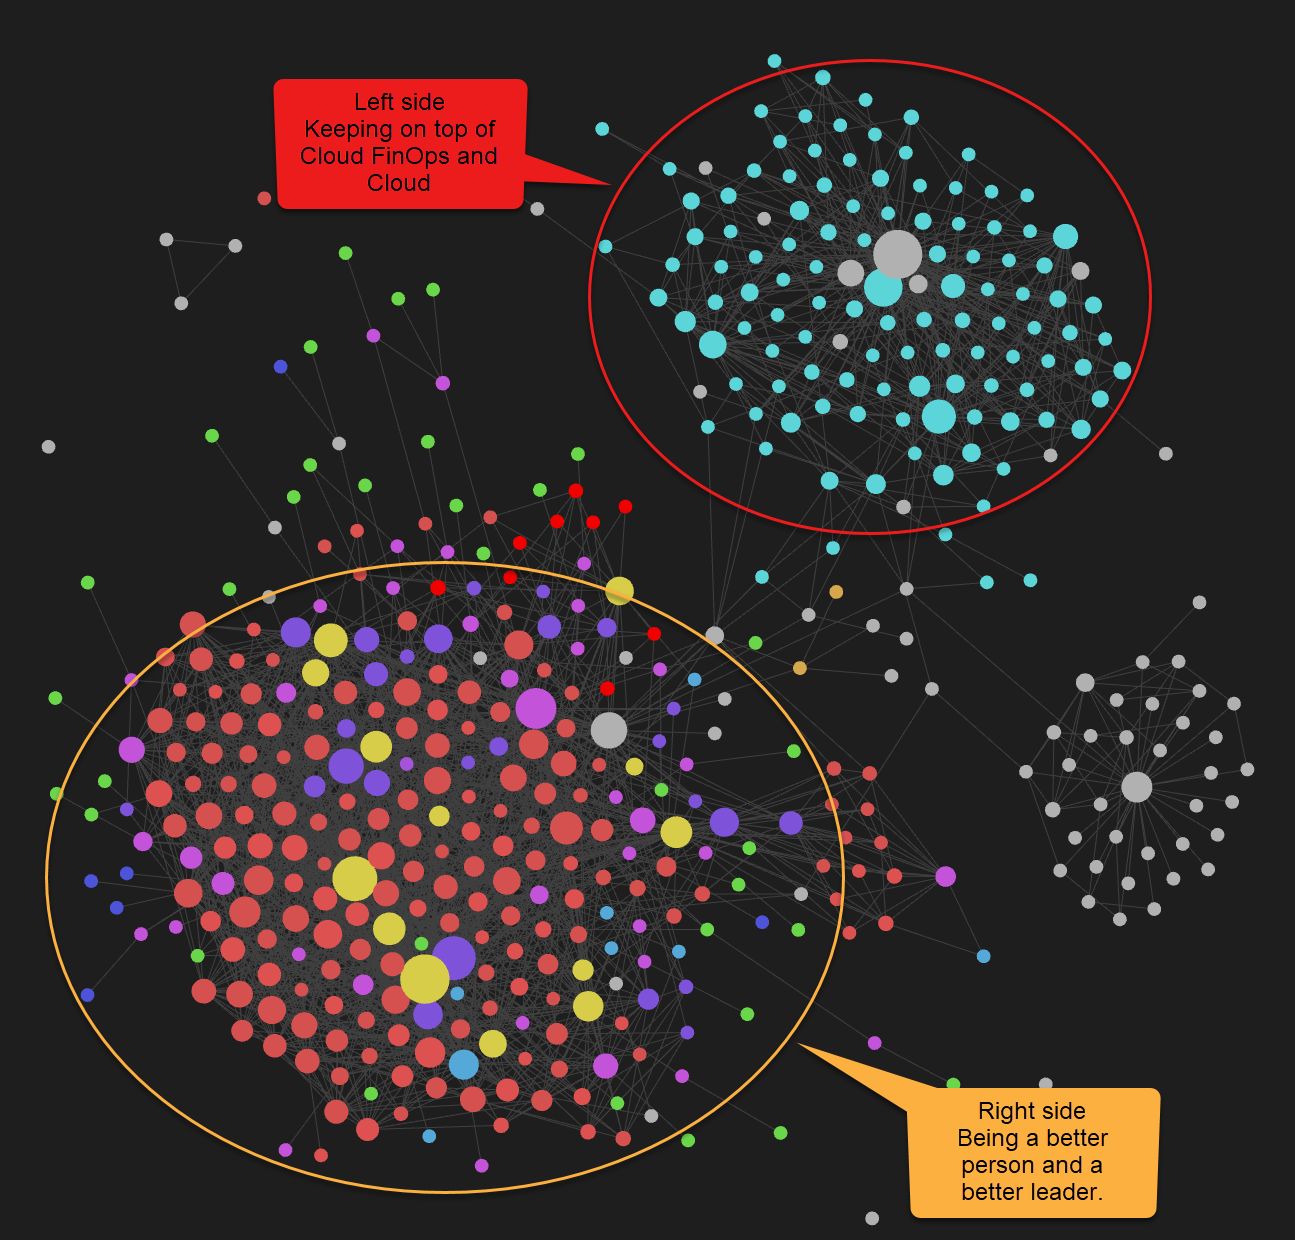 Left side
Keeping on top of
Cloud FinOps and
Cloud
Right side
Being a better
person and a
better leader.